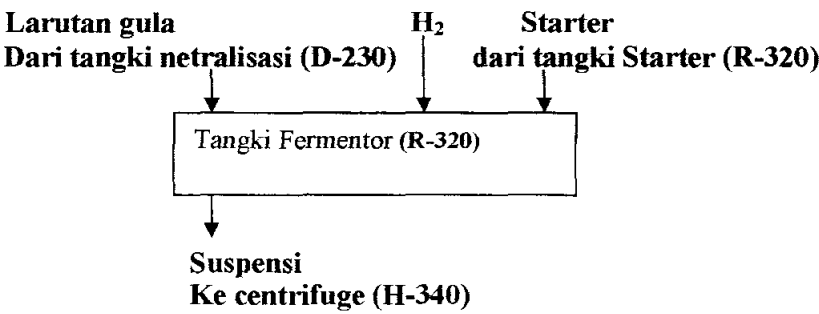 Larutan gula
Dari tangki netralisasi (D-230)
H₂
Starter
dari tangki Starter (R-320)
Tangki Fermentor (R-320)
Suspensi
Ke centrifuge (H-340)